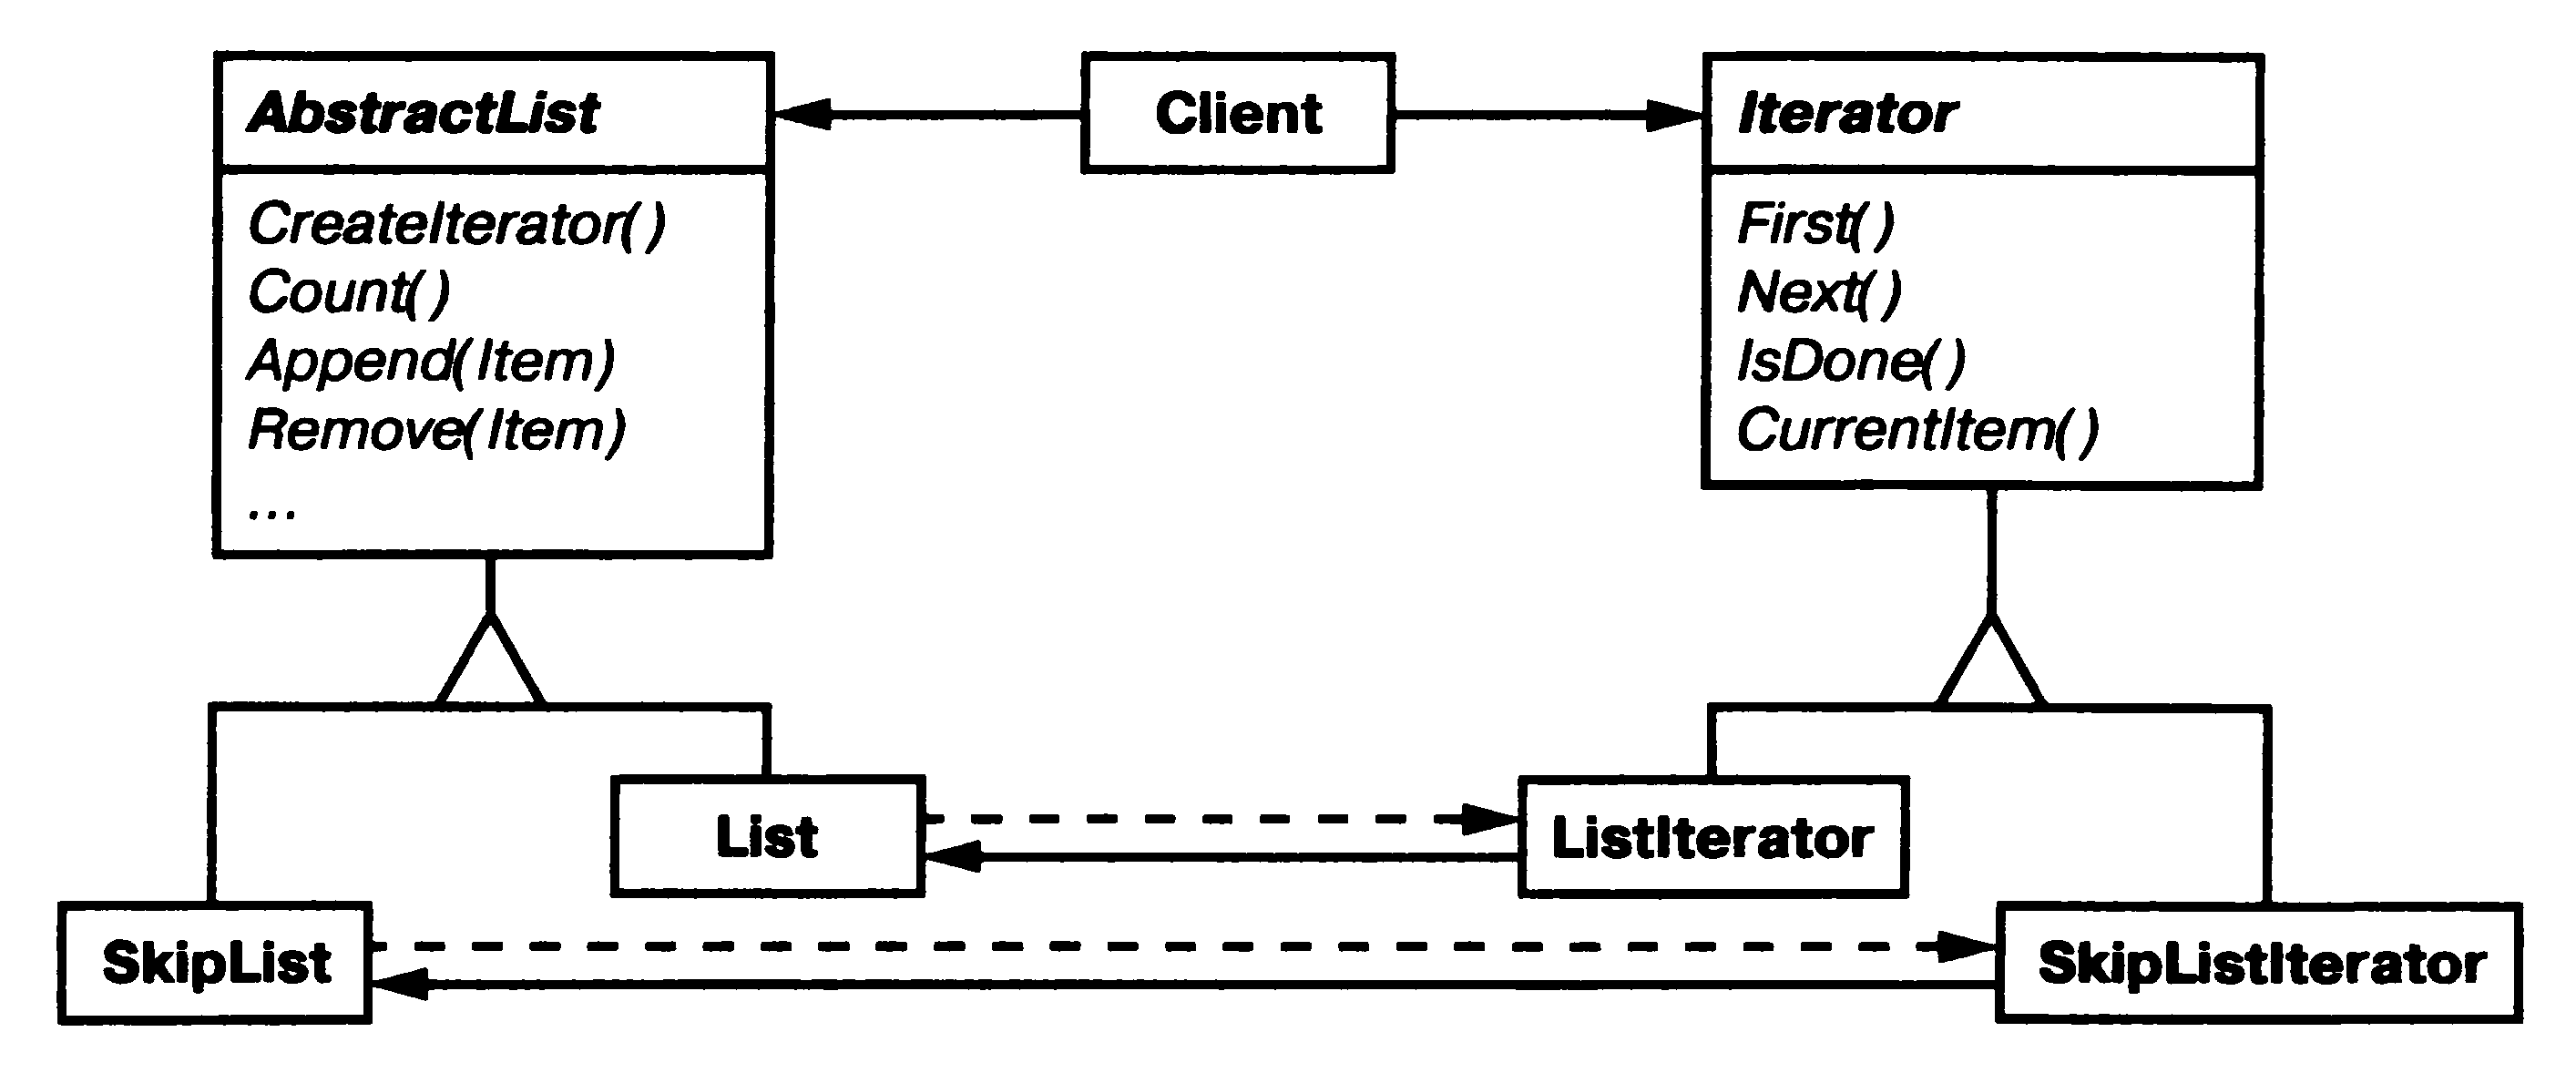 AbstractList
CreateIterator()
Count()
Append(Item)
Remove(Item)
...
Client
Iterator
First()
Next()
IsDone()
CurrentItem()
List
ListIterator
SkipList
SkipListIterator